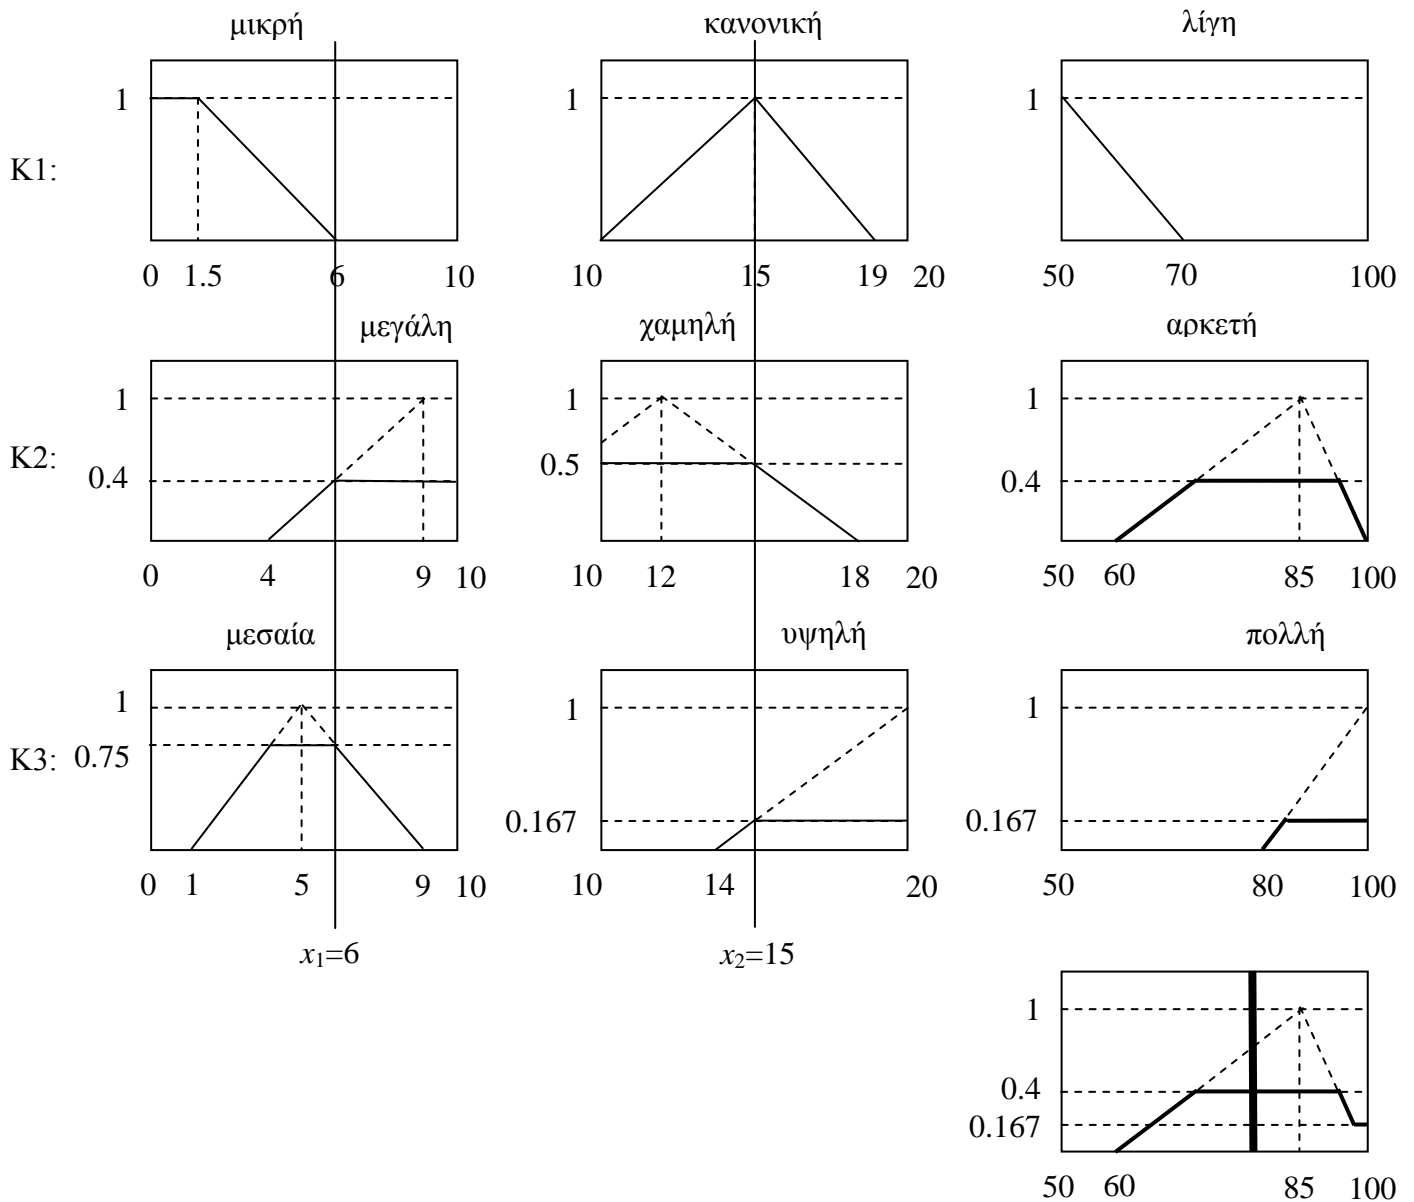 μικρή κανονική λίγη
1 1 1
K1:
0 1.5 6 10 10 15 19 20 50 70 100
μεγάλη χαμηλή αρκετή
1 1 1
K2: 0.4 0.5 0.4
0 4 9 10 10 12 18 20 50 60 85 100
μεσαία υψηλή πολλή
1 1 1
K3: 0.75 0.167 0.167
0 1 5 9 10 10 14 20 50 80 100
x₁=6 x₂=15
1
0.4
0.167
50 60 85 100